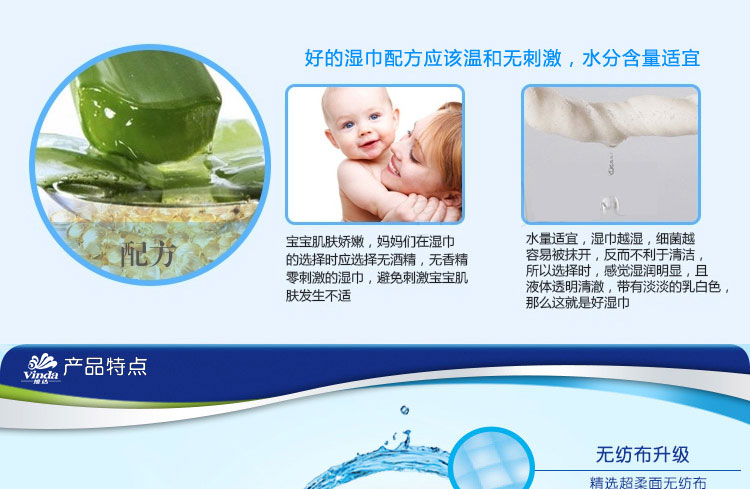 好的湿巾配方应该温和无刺激，水分含量适宜
配方
宝宝肌肤娇嫩，妈妈们在湿巾
的选择时应选择无酒精，无香精
零刺激的湿巾，避免刺激宝宝肌
肤发生不适
水量适宜，湿巾越湿，细菌越
容易被抹开，反而不利于清洁，
所以选择时，感觉湿润明显，且
液体透明清澈，带有淡淡的乳白色，
那么这就是好湿巾
Vinda
维达
产品特点
无纺布升级
精选超柔面无纺布